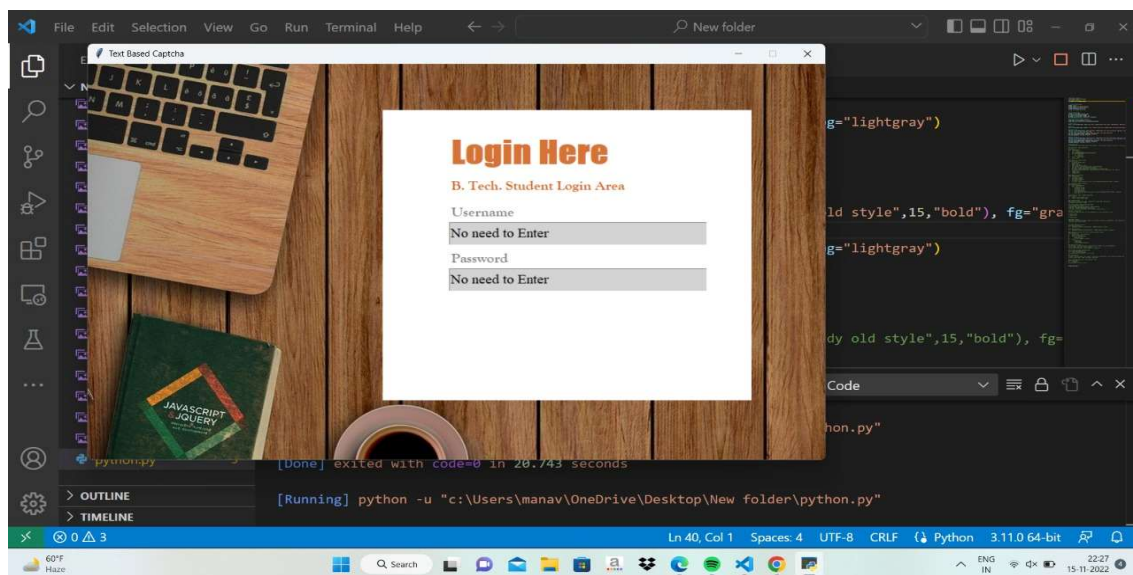 File Edit Selection View Go Run Terminal Help New folder
Text Based Captcha
Login Here
B. Tech. Student Login Area
Username
No need to Enter
Password
No need to Enter
JAVASCRIPT
& JQUERY
g="lightgray")
ld style",15,"bold"), fg="gra
g="lightgray")
dy old style",15,"bold"), fg=
Code
hon.py"
python.py
[Done] exited with code=0 in 20.743 seconds
> OUTLINE
[Running] python -u "c:\Users\manav\OneDrive\Desktop\New folder\python.py"
> TIMELINE
0 3 Ln 40, Col 1 Spaces: 4 UTF-8 CRLF Python 3.11.0 64-bit
60°F
Haze
Search
ENG
IN
22:27
15-11-2022